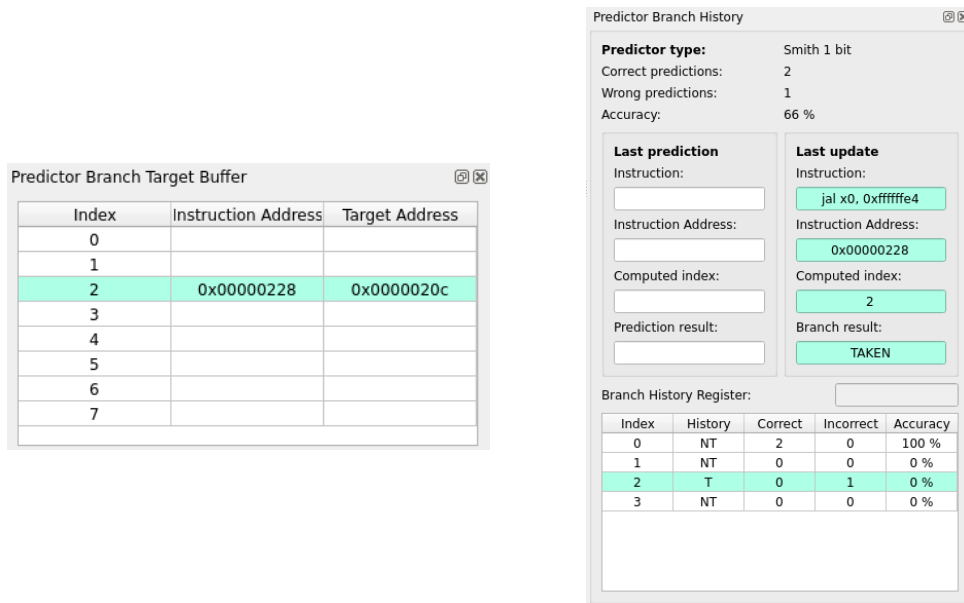 Predictor Branch Target Buffer
Index Instruction Address Target Address
0
1
2 0x00000228 0x0000020c
3
4
5
6
7
Predictor Branch History
Predictor type: Smith 1 bit
Correct predictions: 2
Wrong predictions: 1
Accuracy: 66 %
Last prediction
Instruction:
Instruction Address:
Computed index:
Prediction result:
Last update
Instruction:
jal x0, 0xffffffe4
Instruction Address:
0x00000228
Computed index:
2
Branch result:
TAKEN
Branch History Register:
Index History Correct Incorrect Accuracy
0 NT 2 0 100 %
1 NT 0 0 0 %
2 T 0 1 0 %
3 NT 0 0 0 %